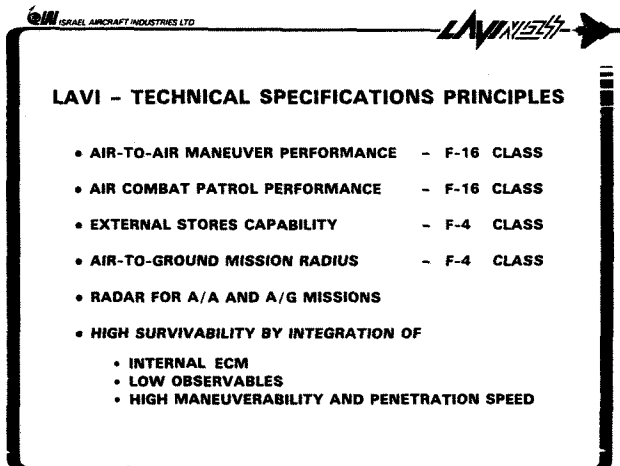 ISRAEL AIRCRAFT INDUSTRIES LTD
LAVI לביא
LAVI - TECHNICAL SPECIFICATIONS PRINCIPLES
• AIR-TO-AIR MANEUVER PERFORMANCE - F-16 CLASS
• AIR COMBAT PATROL PERFORMANCE - F-16 CLASS
• EXTERNAL STORES CAPABILITY - F-4 CLASS
• AIR-TO-GROUND MISSION RADIUS - F-4 CLASS
• RADAR FOR A/A AND A/G MISSIONS
• HIGH SURVIVABILITY BY INTEGRATION OF
• INTERNAL ECM
• LOW OBSERVABLES
• HIGH MANEUVERABILITY AND PENETRATION SPEED